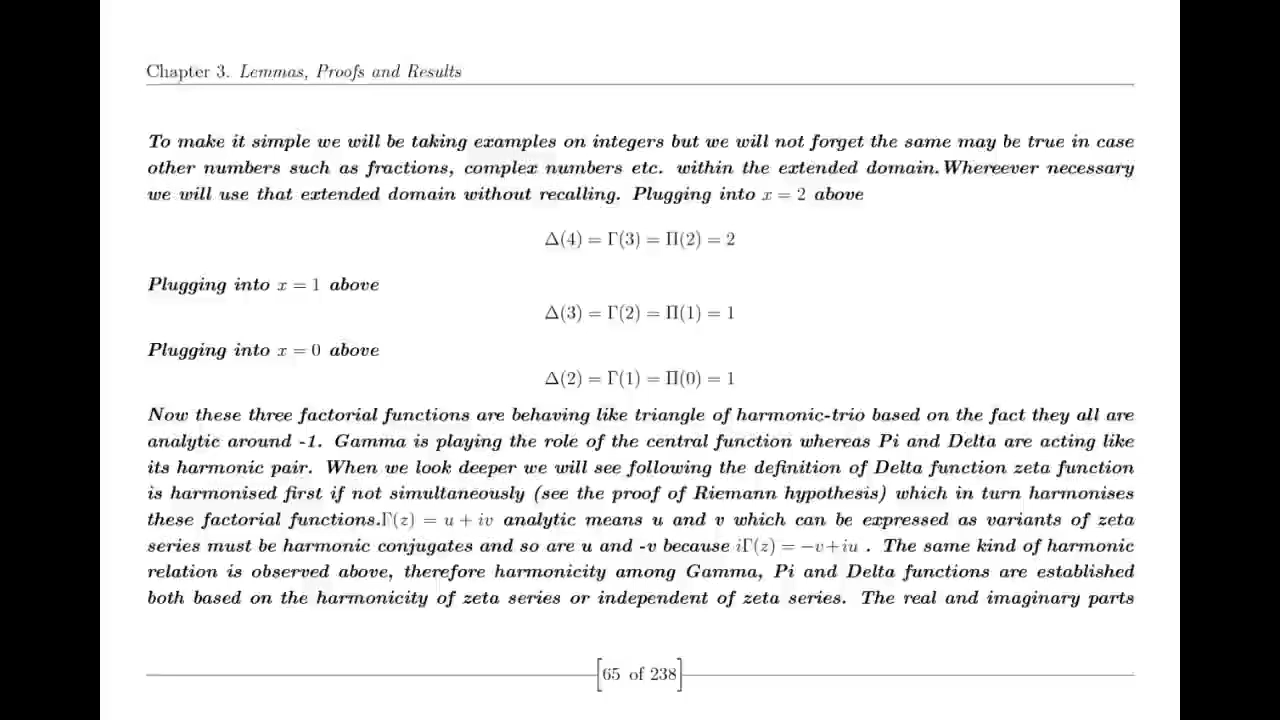 Chapter 3. Lemmas, Proofs and Results
To make it simple we will be taking examples on integers but we will not forget the same may be true in case
other numbers such as fractions, complex numbers etc. within the extended domain.Whereever necessary
we will use that extended domain without recalling. Plugging into x = 2 above
Δ(4) = Γ(3) = Π(2) = 2
Plugging into x = 1 above
Δ(3) = Γ(2) = Π(1) = 1
Plugging into x = 0 above
Δ(2) = Γ(1) = Π(0) = 1
Now these three factorial functions are behaving like triangle of harmonic-trio based on the fact they all are
analytic around -1. Gamma is playing the role of the central function whereas Pi and Delta are acting like
its harmonic pair. When we look deeper we will see following the definition of Delta function zeta function
is harmonised first if not simultaneously (see the proof of Riemann hypothesis) which in turn harmonises
these factorial functions.Γ(z) = u + iv analytic means u and v which can be expressed as variants of zeta
series must be harmonic conjugates and so are u and -v because iΓ(z) = −v+iu . The same kind of harmonic
relation is observed above, therefore harmonicity among Gamma, Pi and Delta functions are established
both based on the harmonicity of zeta series or independent of zeta series. The real and imaginary parts
[65 of 238]